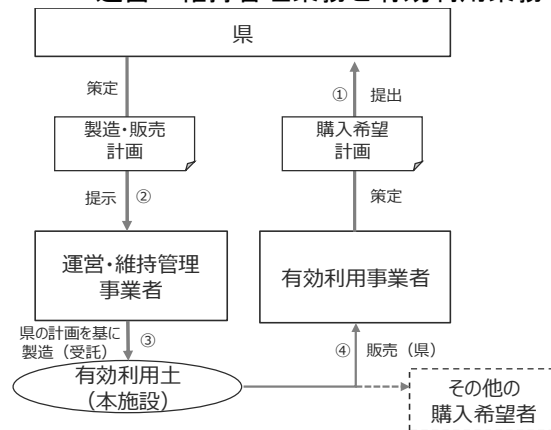 県
策定
① 提出
製造・販売
計画
購入希望
計画
提示 ②
策定
運営・維持管理
事業者
有効利用事業者
県の計画を基に
製造（受託）
③
④ 販売（県）
有効利用土
（本施設）
その他の
購入希望者